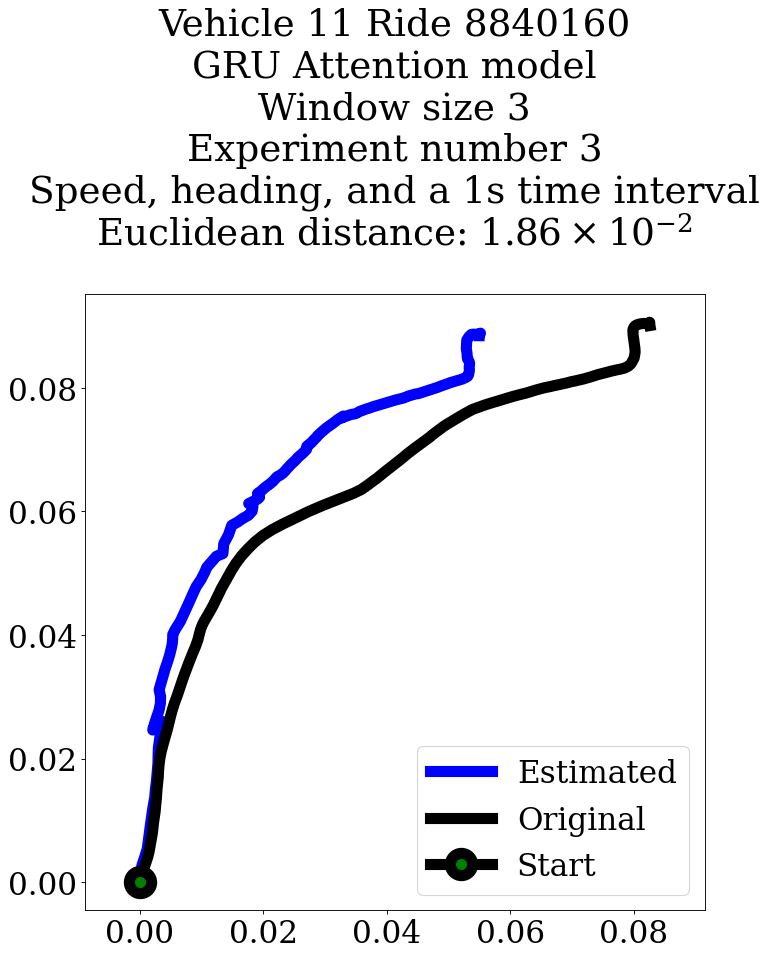 Vehicle 11 Ride 8840160
GRU Attention model
Window size 3
Experiment number 3
Speed, heading, and a 1s time interval
Euclidean distance: 1.86 × 10⁻²
0.08
0.06
0.04
0.02
0.00
Estimated
Original
Start
0.00 0.02 0.04 0.06 0.08